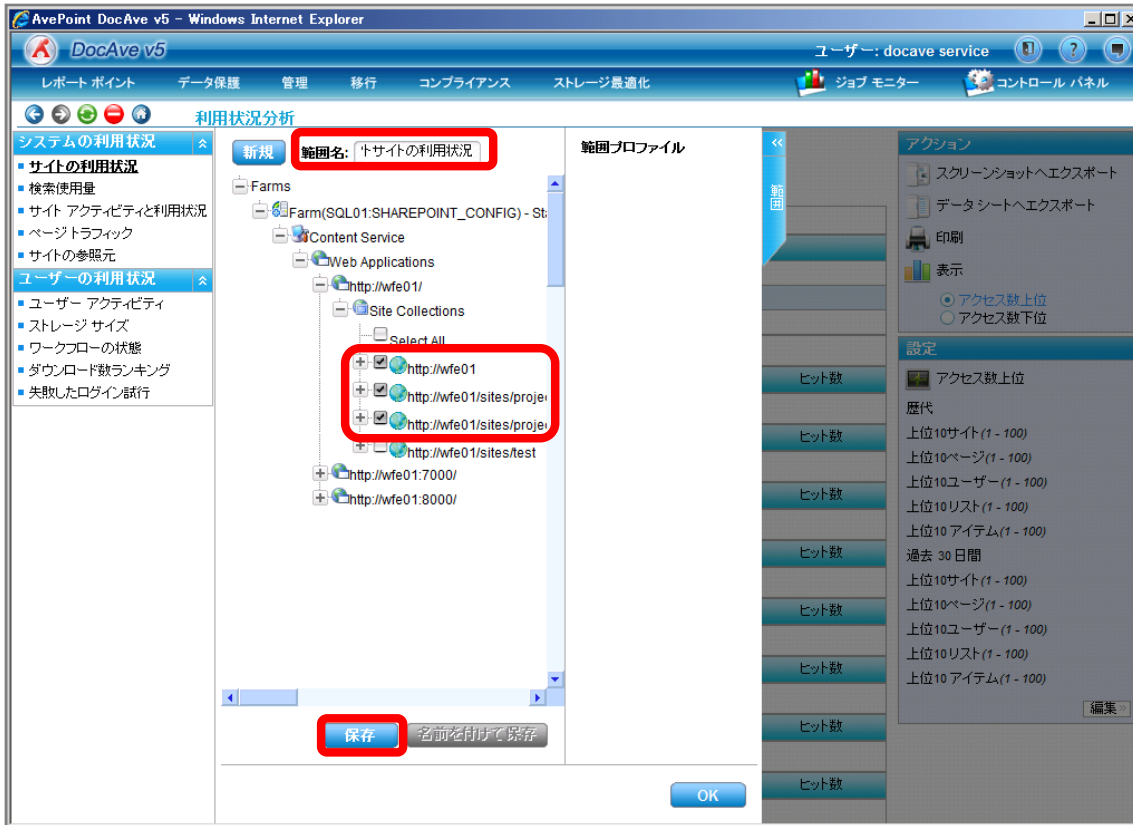 AvePoint DocAve v5 - Windows Internet Explorer
DocAve v5
ユーザー: docave service
レポート ポイント データ保護 管理 移行 コンプライアンス ストレージ最適化 ジョブ モニター コントロール パネル
利用状況分析
システムの利用状況
サイトの利用状況
検索使用量
サイト アクティビティと利用状況
ページ トラフィック
サイトの参照元
ユーザーの利用状況
ユーザー アクティビティ
ストレージ サイズ
ワークフローの状態
ダウンロード数ランキング
失敗したログイン試行
新規 範囲名: トサイトの利用状況
Farms
Farm(SQL01:SHAREPOINT_CONFIG) - Sta
Content Service
Web Applications
http://wfe01/
Site Collections
Select All
http://wfe01
http://wfe01/sites/projec
http://wfe01/sites/projec
http://wfe01/sites/test
http://wfe01:7000/
http://wfe01:8000/
保存 名前を付けて保存
範囲プロファイル
OK
範囲
ヒット数
ヒット数
ヒット数
ヒット数
ヒット数
ヒット数
ヒット数
ヒット数
アクション
スクリーンショットへエクスポート
データ シートへエクスポート
印刷
表示
アクセス数上位
アクセス数下位
設定
アクセス数上位
歴代
上位10サイト(1 - 100)
上位10ページ(1 - 100)
上位10ユーザー(1 - 100)
上位10リスト(1 - 100)
上位10 アイテム(1 - 100)
過去 30 日間
上位10サイト(1 - 100)
上位10ページ(1 - 100)
上位10ユーザー(1 - 100)
上位10リスト(1 - 100)
上位10 アイテム(1 - 100)
編集